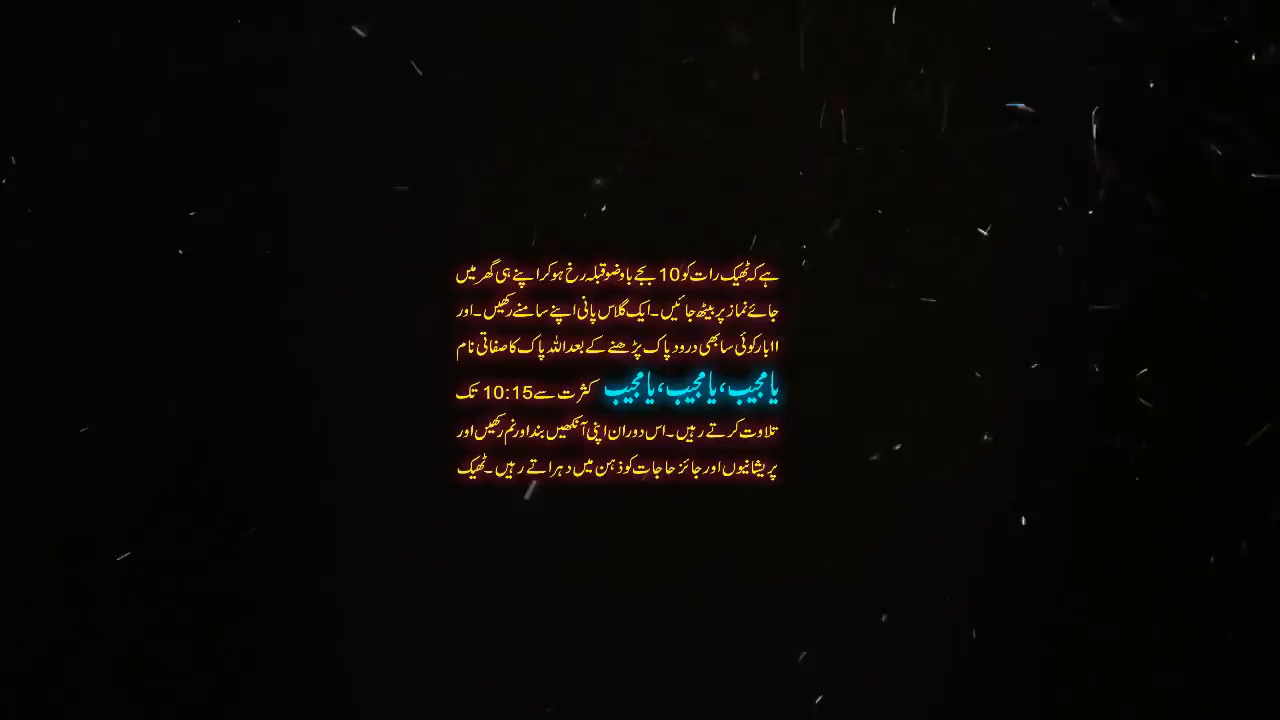 ہے کہ ٹھیک رات کو 10 بجے باوضو قبلہ رخ ہو کر اپنے ہی گھر میں
جائے نماز پر بیٹھ جائیں۔ ایک گلاس پانی اپنے سامنے رکھیں۔ اور
۱۱ بار کوئی سا بھی درود پاک پڑھنے کے بعد اللہ پاک کا صفاتی نام
یا مجیب، یا مجیب، یا مجیب کثرت سے 10:15 تک
تلاوت کرتے رہیں۔ اس دوران اپنی آنکھیں بند اور نم رکھیں اور
پریشانیوں اور جائز حاجات کو ذہن میں دہراتے رہیں۔ ٹھیک